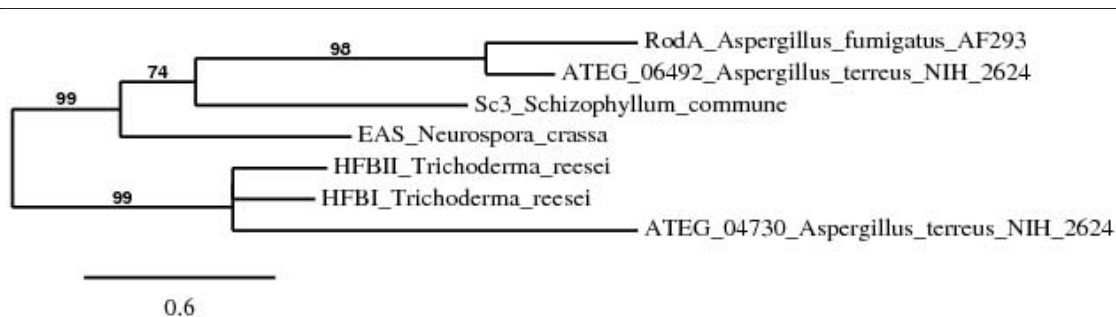 RodA_Aspergillus_fumigatus_AF293
98
ATEG_06492_Aspergillus_terreus_NIH_2624
74
99
Sc3_Schizophyllum_commune
EAS_Neurospora_crassa
HFBII_Trichoderma_reesei
99
HFBI_Trichoderma_reesei
ATEG_04730_Aspergillus_terreus_NIH_2624
0.6